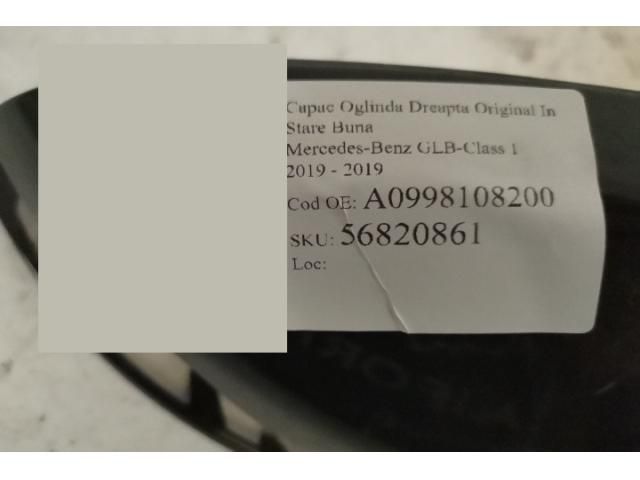 Capac Oglinda Dreapta Original In
Stare Buna
Mercedes-Benz GLB-Class 1
2019 - 2019
Cod OE: A0998108200
SKU: 56820861
Loc: